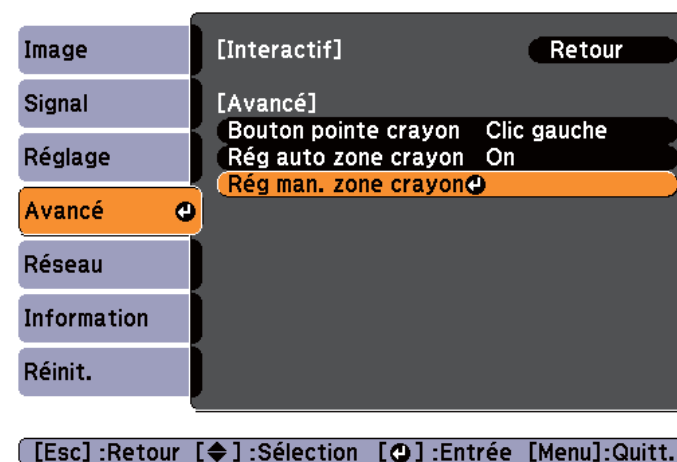 Image
Signal
Réglage
Avancé
Réseau
Information
Réinit.
[Interactif] Retour
[Avancé]
Bouton pointe crayon Clic gauche
Rég auto zone crayon On
Rég man. zone crayon
[Esc] :Retour [ ] :Sélection [ ] :Entrée [Menu]:Quitt.